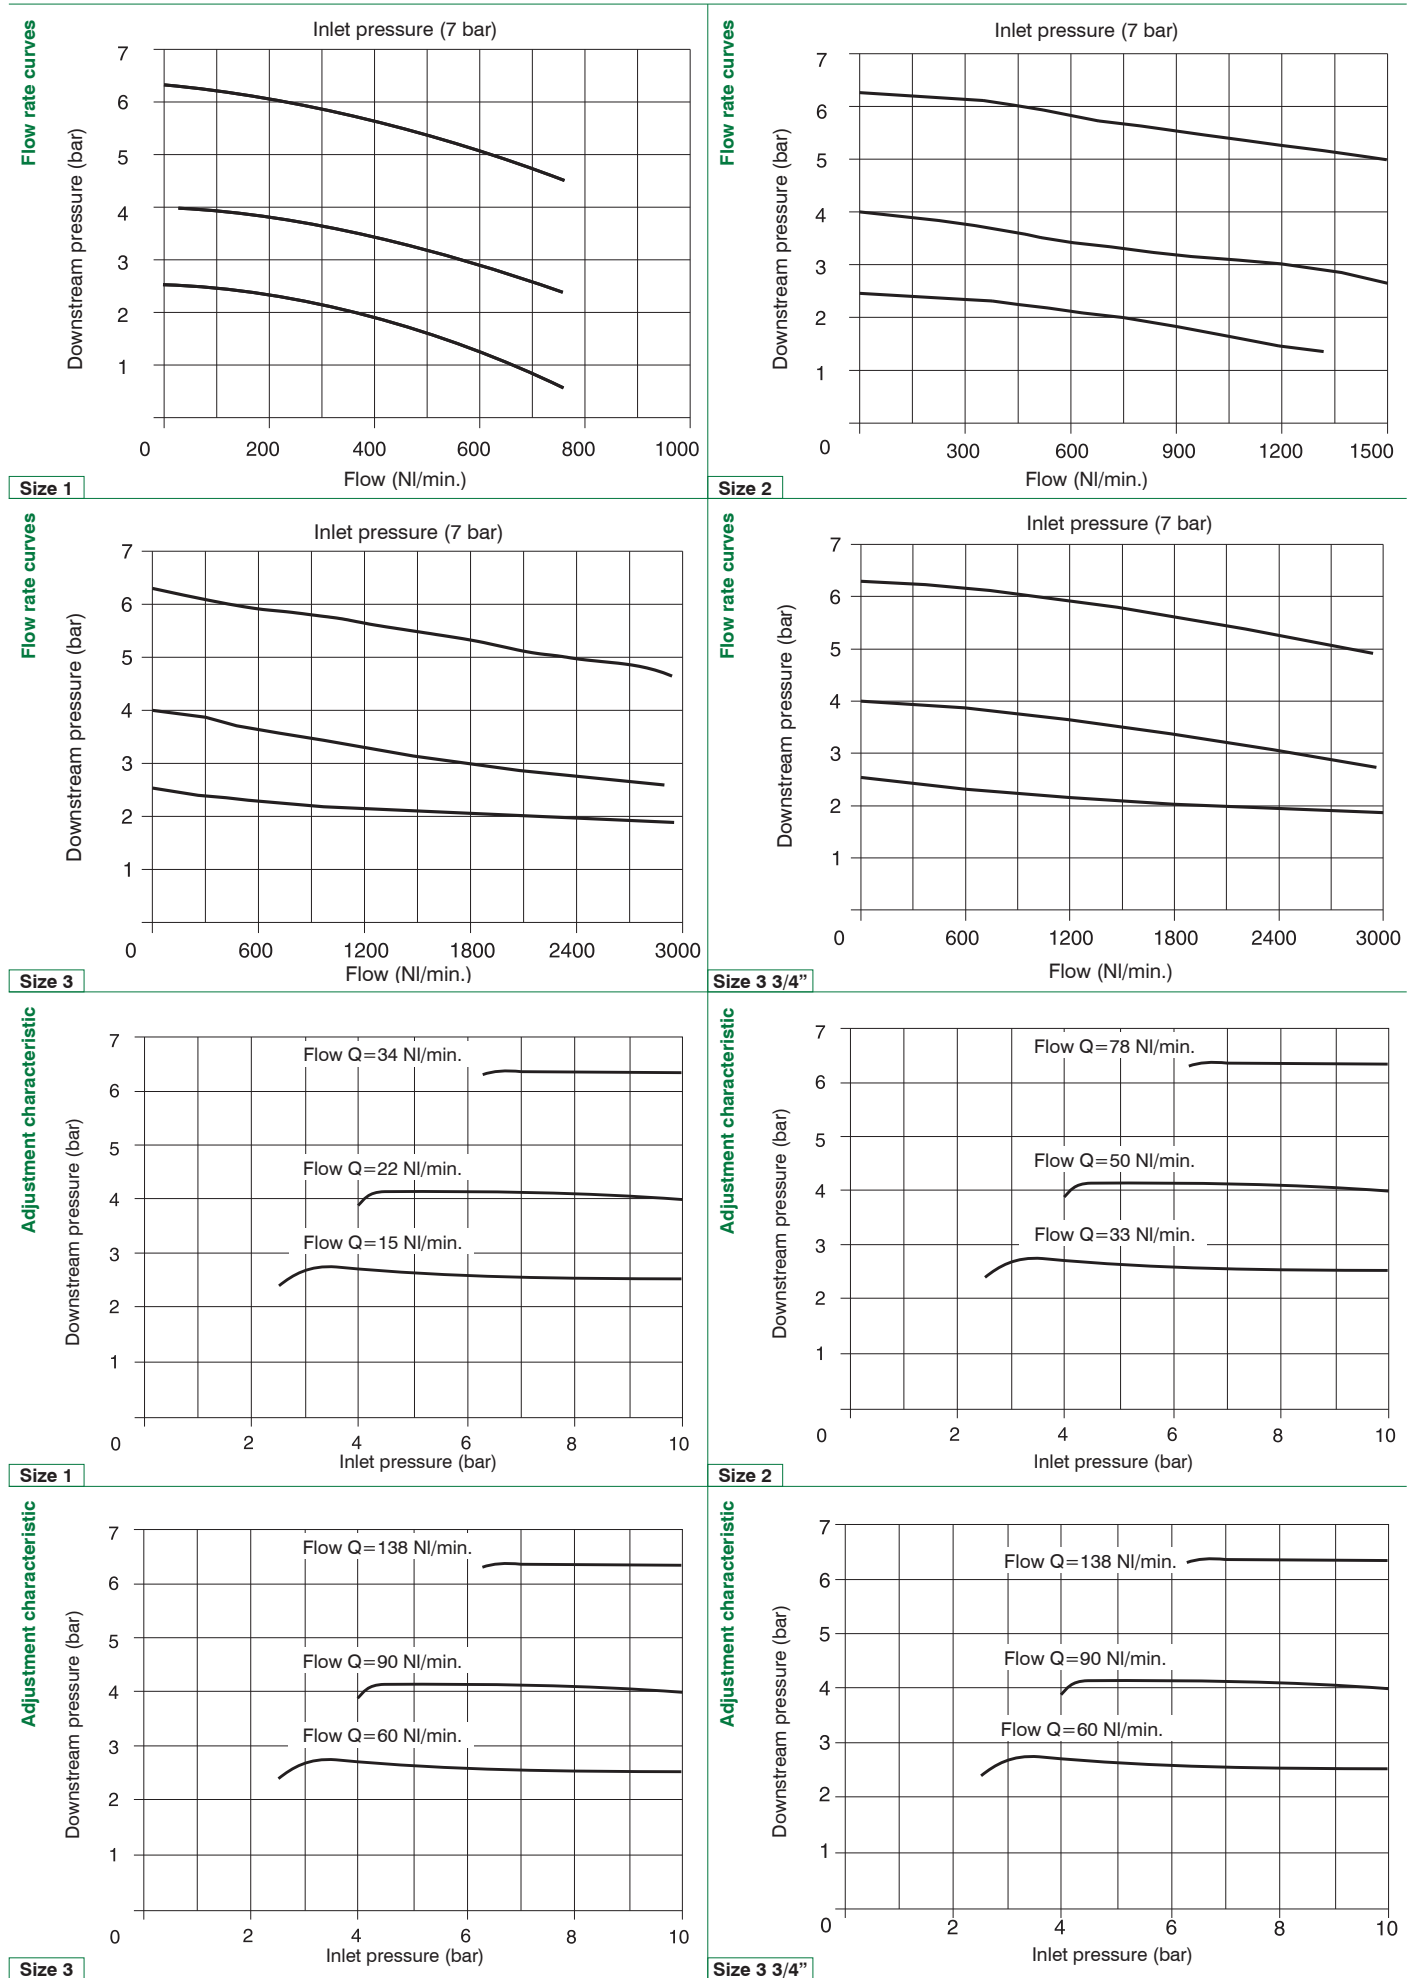 Flow rate curves
Inlet pressure (7 bar)
Downstream pressure (bar)
7
6
5
4
3
2
1
0 200 400 600 800 1000
Flow (Nl/min.)
Size 1
Flow rate curves
Inlet pressure (7 bar)
Downstream pressure (bar)
7
6
5
4
3
2
1
0 300 600 900 1200 1500
Flow (Nl/min.)
Size 2
Flow rate curves
Inlet pressure (7 bar)
Downstream pressure (bar)
7
6
5
4
3
2
1
0 600 1200 1800 2400 3000
Flow (Nl/min.)
Size 3
Flow rate curves
Inlet pressure (7 bar)
Downstream pressure (bar)
7
6
5
4
3
2
1
0 600 1200 1800 2400 3000
Flow (Nl/min.)
Size 3 3/4”
Adjustment characteristic
Downstream pressure (bar)
7
6
5
4
3
2
1
Flow Q=34 Nl/min.
Flow Q=22 Nl/min.
Flow Q=15 Nl/min.
0 2 4 6 8 10
Inlet pressure (bar)
Size 1
Adjustment characteristic
Downstream pressure (bar)
7
6
5
4
3
2
1
Flow Q=78 Nl/min.
Flow Q=50 Nl/min.
Flow Q=33 Nl/min.
0 2 4 6 8 10
Inlet pressure (bar)
Size 2
Adjustment characteristic
Downstream pressure (bar)
7
6
5
4
3
2
1
Flow Q=138 Nl/min.
Flow Q=90 Nl/min.
Flow Q=60 Nl/min.
0 2 4 6 8 10
Inlet pressure (bar)
Size 3
Adjustment characteristic
Downstream pressure (bar)
7
6
5
4
3
2
1
Flow Q=138 Nl/min.
Flow Q=90 Nl/min.
Flow Q=60 Nl/min.
0 2 4 6 8 10
Inlet pressure (bar)
Size 3 3/4”